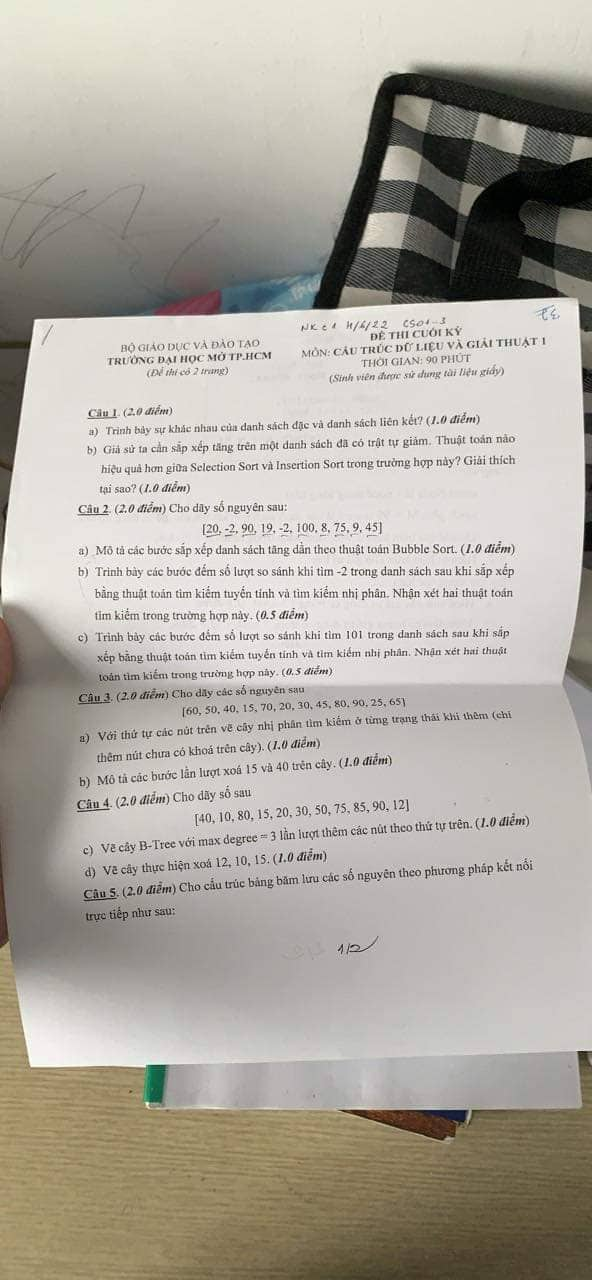 NK c1 11/6/22 CS01-3
BỘ GIÁO DỤC VÀ ĐÀO TẠO
TRƯỜNG ĐẠI HỌC MỞ TP.HCM
(Đề thi có 2 trang)
ĐỀ THI CUỐI KỲ
MÔN: CẤU TRÚC DỮ LIỆU VÀ GIẢI THUẬT 1
THỜI GIAN: 90 PHÚT
(Sinh viên được sử dụng tài liệu giấy)
Câu 1. (2.0 điểm)
a) Trình bày sự khác nhau của danh sách đặc và danh sách liên kết? (1.0 điểm)
b) Giả sử ta cần sắp xếp tăng trên một danh sách đã có trật tự giảm. Thuật toán nào
hiệu quả hơn giữa Selection Sort và Insertion Sort trong trường hợp này? Giải thích
tại sao? (1.0 điểm)
Câu 2. (2.0 điểm) Cho dãy số nguyên sau:
[20, -2, 90, 19, -2, 100, 8, 75, 9, 45]
a) Mô tả các bước sắp xếp danh sách tăng dần theo thuật toán Bubble Sort. (1.0 điểm)
b) Trình bày các bước đếm số lượt so sánh khi tìm -2 trong danh sách sau khi sắp xếp
bằng thuật toán tìm kiếm tuyến tính và tìm kiếm nhị phân. Nhận xét hai thuật toán
tìm kiếm trong trường hợp này. (0.5 điểm)
c) Trình bày các bước đếm số lượt so sánh khi tìm 101 trong danh sách sau khi sắp
xếp bằng thuật toán tìm kiếm tuyến tính và tìm kiếm nhị phân. Nhận xét hai thuật
toán tìm kiếm trong trường hợp này. (0.5 điểm)
Câu 3. (2.0 điểm) Cho dãy các số nguyên sau
[60, 50, 40, 15, 70, 20, 30, 45, 80, 90, 25, 65]
a) Với thứ tự các nút trên vẽ cây nhị phân tìm kiếm ở từng trạng thái khi thêm (chỉ
thêm nút chưa có khoá trên cây). (1.0 điểm)
b) Mô tả các bước lần lượt xoá 15 và 40 trên cây. (1.0 điểm)
Câu 4. (2.0 điểm) Cho dãy số sau
[40, 10, 80, 15, 20, 30, 50, 75, 85, 90, 12]
c) Vẽ cây B-Tree với max degree = 3 lần lượt thêm các nút theo thứ tự trên. (1.0 điểm)
d) Vẽ cây thực hiện xoá 12, 10, 15. (1.0 điểm)
Câu 5. (2.0 điểm) Cho cấu trúc bảng băm lưu các số nguyên theo phương pháp kết nối
trực tiếp như sau:
1/2